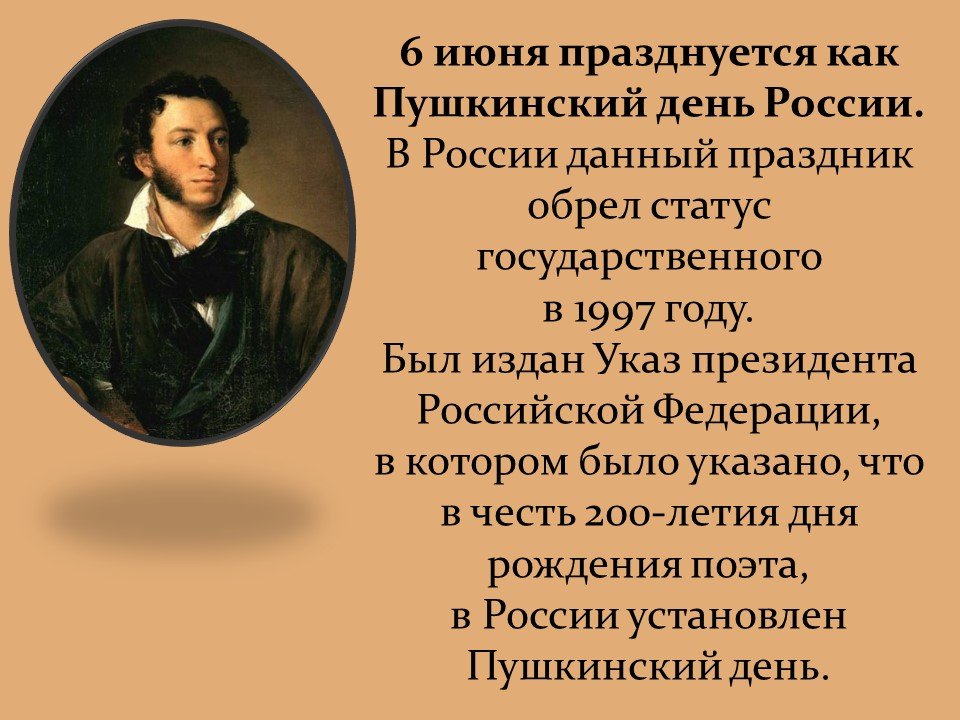 6 июня празднуется как
Пушкинский день России.
В России данный праздник
обрел статус
государственного
в 1997 году.
Был издан Указ президента
Российской Федерации,
в котором было указано, что
в честь 200-летия дня
рождения поэта,
в России установлен
Пушкинский день.